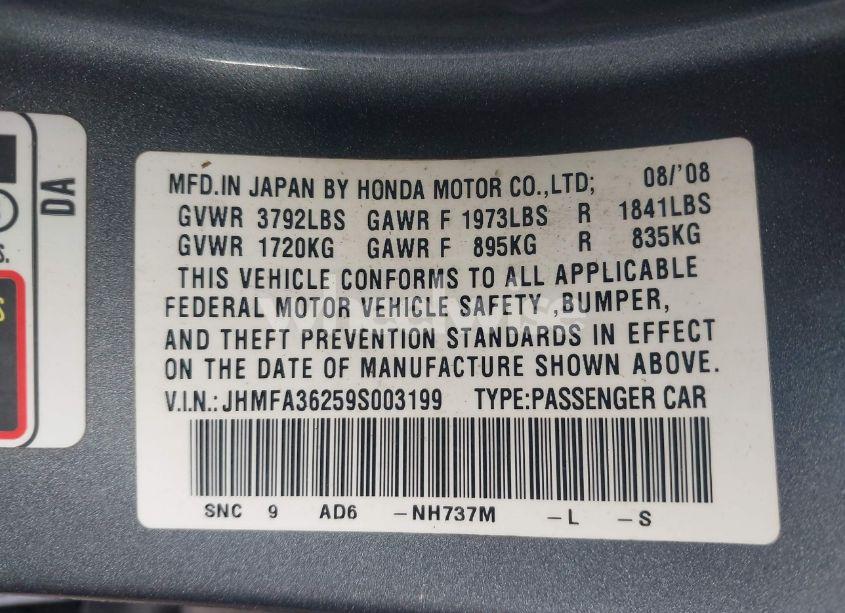 DA
S.
S
MFD.IN JAPAN BY HONDA MOTOR CO.,LTD; 08/'08
GVWR 3792LBS GAWR F 1973LBS R 1841LBS
GVWR 1720KG GAWR F 895KG R 835KG
THIS VEHICLE CONFORMS TO ALL APPLICABLE
FEDERAL MOTOR VEHICLE SAFETY ,BUMPER,
AND THEFT PREVENTION STANDARDS IN EFFECT
ON THE DATE OF MANUFACTURE SHOWN ABOVE.
V.I.N.: JHMFA36259S003199 TYPE:PASSENGER CAR
SNC 9 AD6 -NH737M -L -S